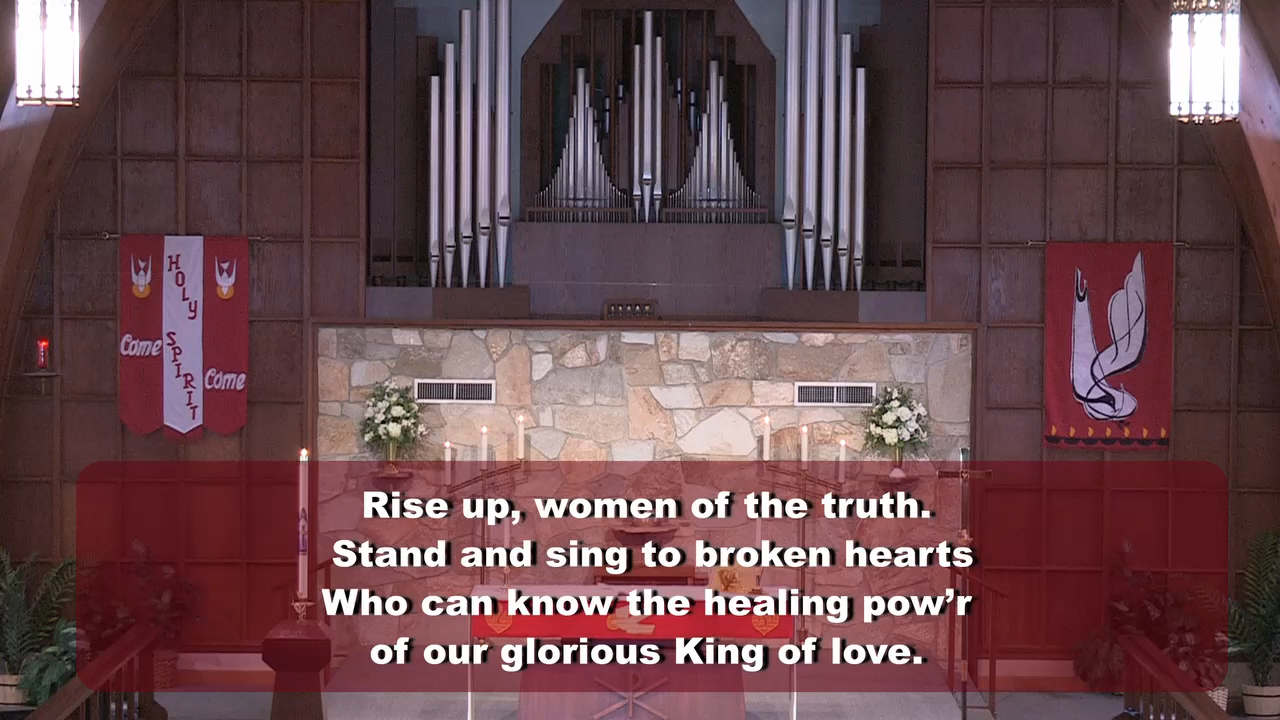 HOLY
SPIRIT
Come
Come
Rise up, women of the truth.
Stand and sing to broken hearts
Who can know the healing pow’r
of our glorious King of love.